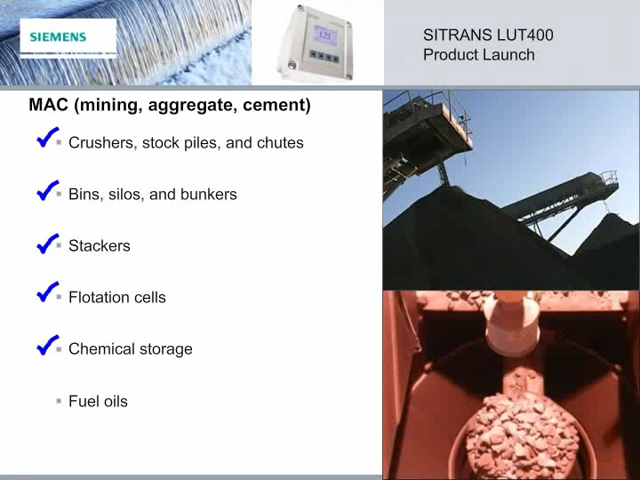 SIEMENS
SITRANS LUT400
Product Launch
MAC (mining, aggregate, cement)
Crushers, stock piles, and chutes
Bins, silos, and bunkers
Stackers
Flotation cells
Chemical storage
Fuel oils